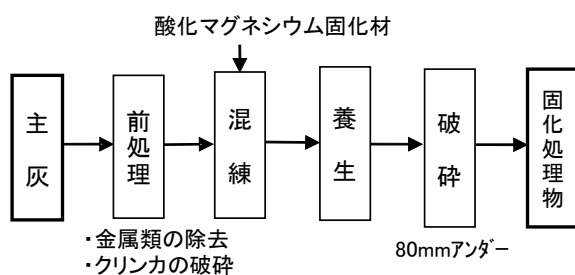 酸化マグネシウム固化材
主灰
前処理
混練
養生
破砕
固化処理物
・金属類の除去
・クリンカの破砕
80mmｱﾝﾀﾞｰ